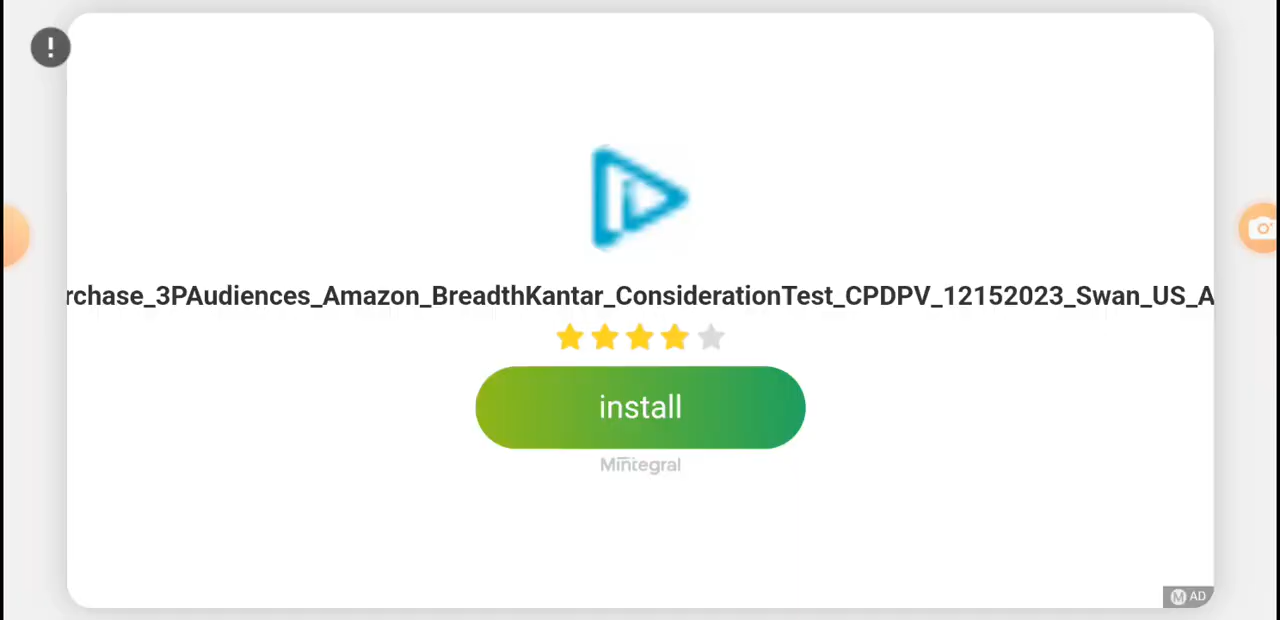 rchase_3PAudiences_Amazon_BreadthKantar_ConsiderationTest_CPDPV_12152023_Swan_US_A
install
Mintegral
M AD